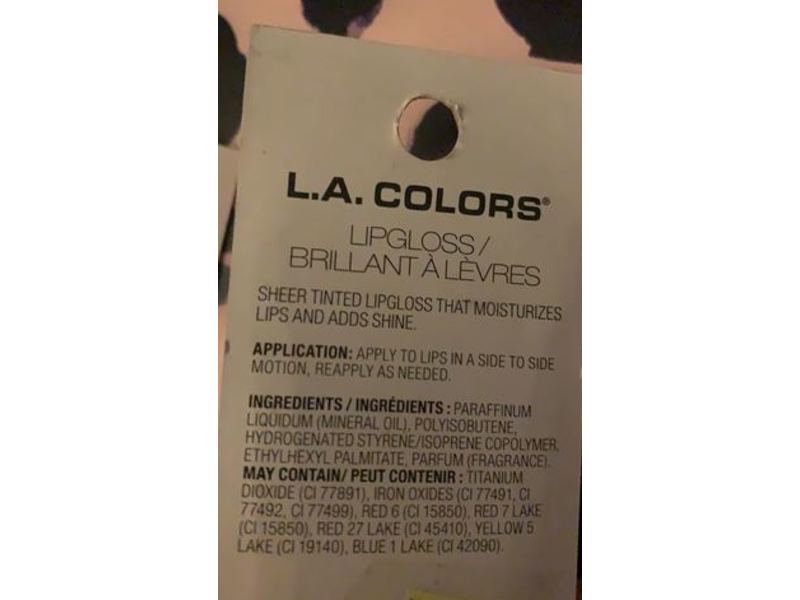 L.A. COLORS®
LIPGLOSS /
BRILLANT À LÈVRES
SHEER TINTED LIPGLOSS THAT MOISTURIZES
LIPS AND ADDS SHINE.
APPLICATION: APPLY TO LIPS IN A SIDE TO SIDE
MOTION, REAPPLY AS NEEDED.
INGREDIENTS / INGRÉDIENTS : PARAFFINUM
LIQUIDUM (MINERAL OIL), POLYISOBUTENE,
HYDROGENATED STYRENE/ISOPRENE COPOLYMER,
ETHYLHEXYL PALMITATE, PARFUM (FRAGRANCE).
MAY CONTAIN/ PEUT CONTENIR : TITANIUM
DIOXIDE (CI 77891), IRON OXIDES (CI 77491, CI
77492, CI 77499), RED 6 (CI 15850), RED 7 LAKE
(CI 15850), RED 27 LAKE (CI 45410), YELLOW 5
LAKE (CI 19140), BLUE 1 LAKE (CI 42090).